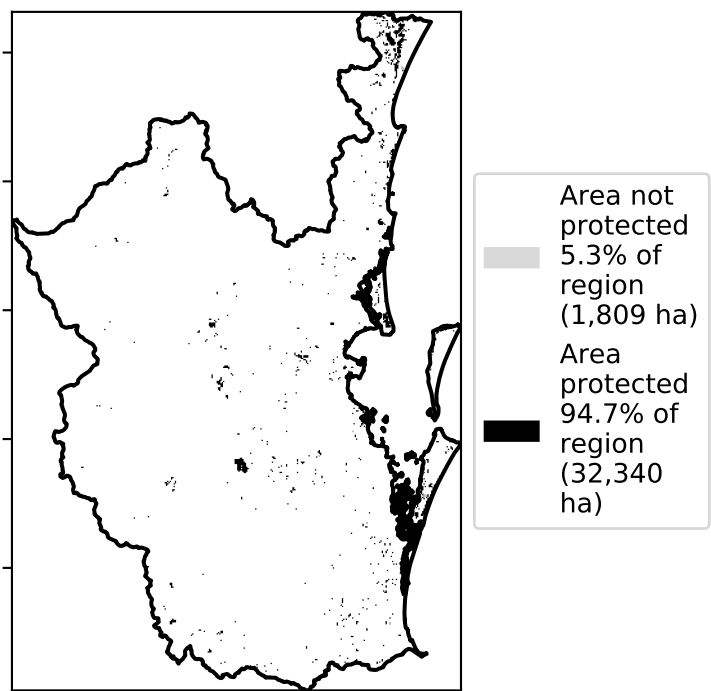 Area not
protected
5.3% of
region
(1,809 ha)
Area
protected
94.7% of
region
(32,340
ha)